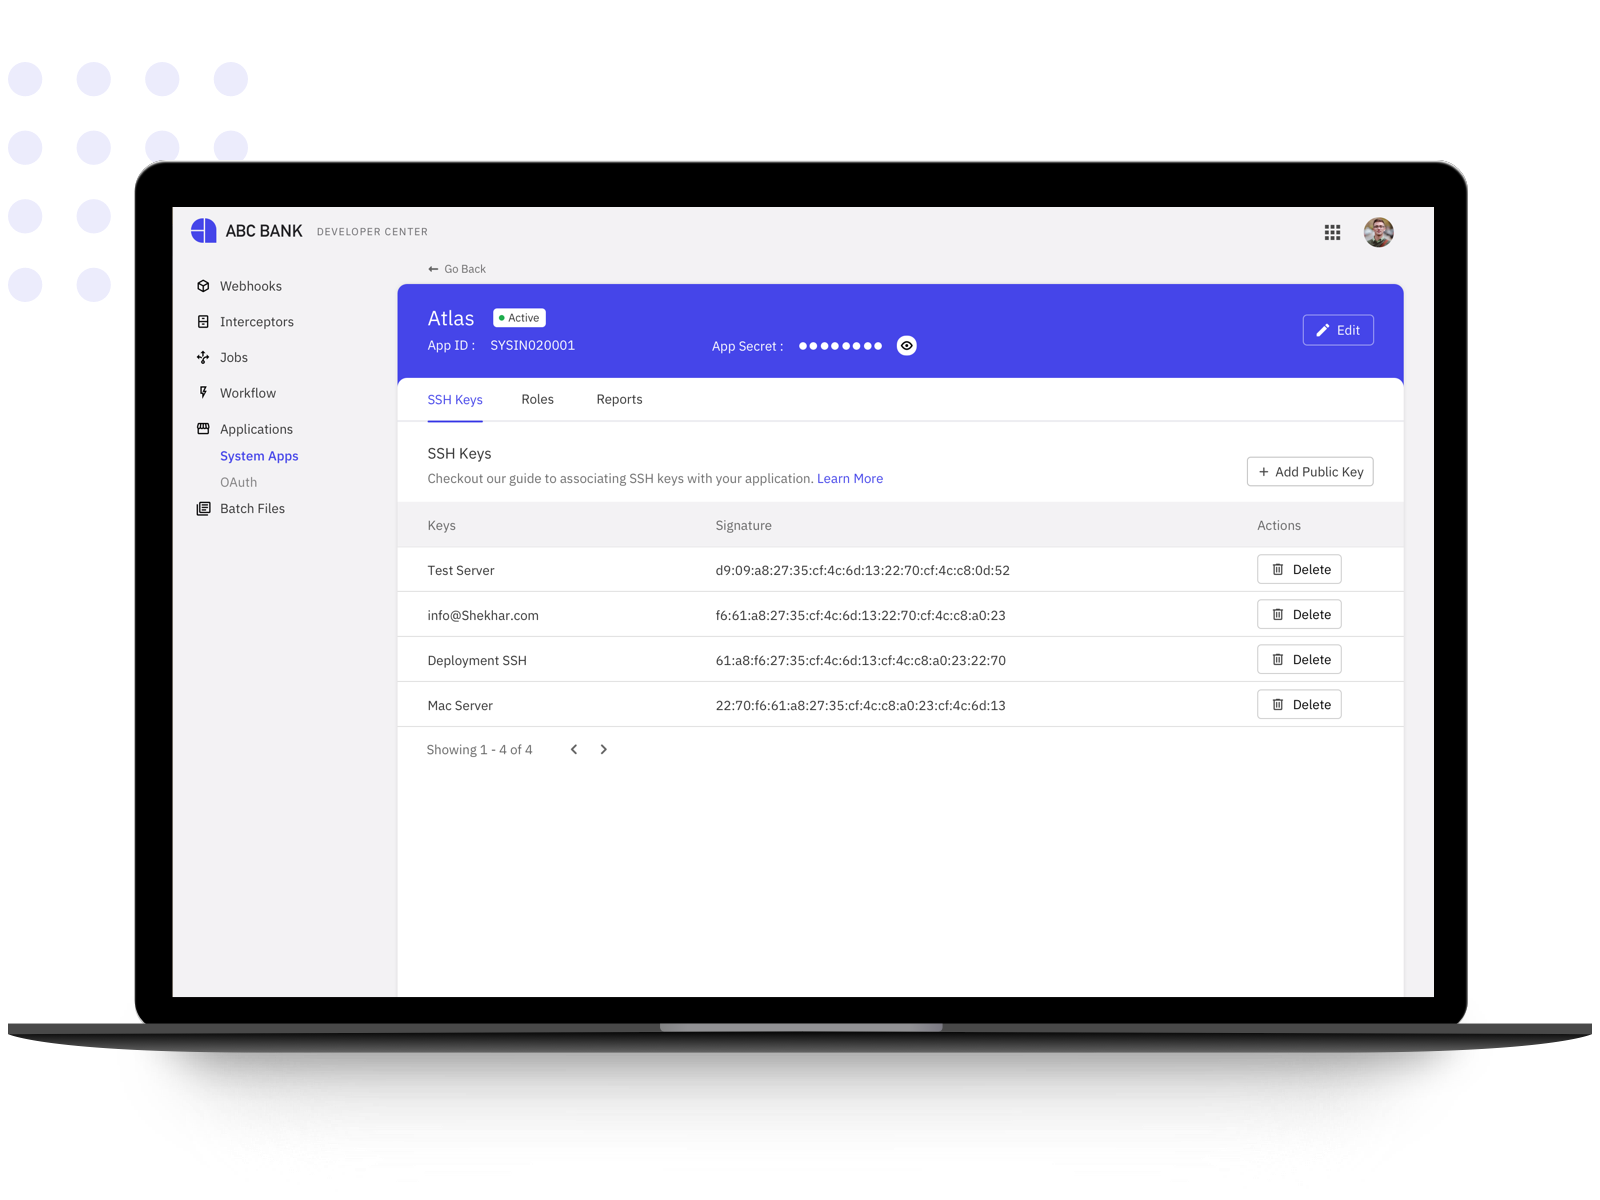 ABC BANK DEVELOPER CENTER
Go Back
Webhooks
Interceptors
Jobs
Workflow
Applications
System Apps
OAuth
Batch Files
Atlas Active
App ID : SYSIN020001
App Secret :
Edit
SSH Keys Roles Reports
SSH Keys
Checkout our guide to associating SSH keys with your application. Learn More
+ Add Public Key
Keys Signature Actions
Test Server d9:09:a8:27:35:cf:4c:6d:13:22:70:cf:4c:c8:0d:52 Delete
info@Shekhar.com f6:61:a8:27:35:cf:4c:6d:13:22:70:cf:4c:c8:a0:23 Delete
Deployment SSH 61:a8:f6:27:35:cf:4c:6d:13:cf:4c:c8:a0:23:22:70 Delete
Mac Server 22:70:f6:61:a8:27:35:cf:4c:c8:a0:23:cf:4c:6d:13 Delete
Showing 1 - 4 of 4